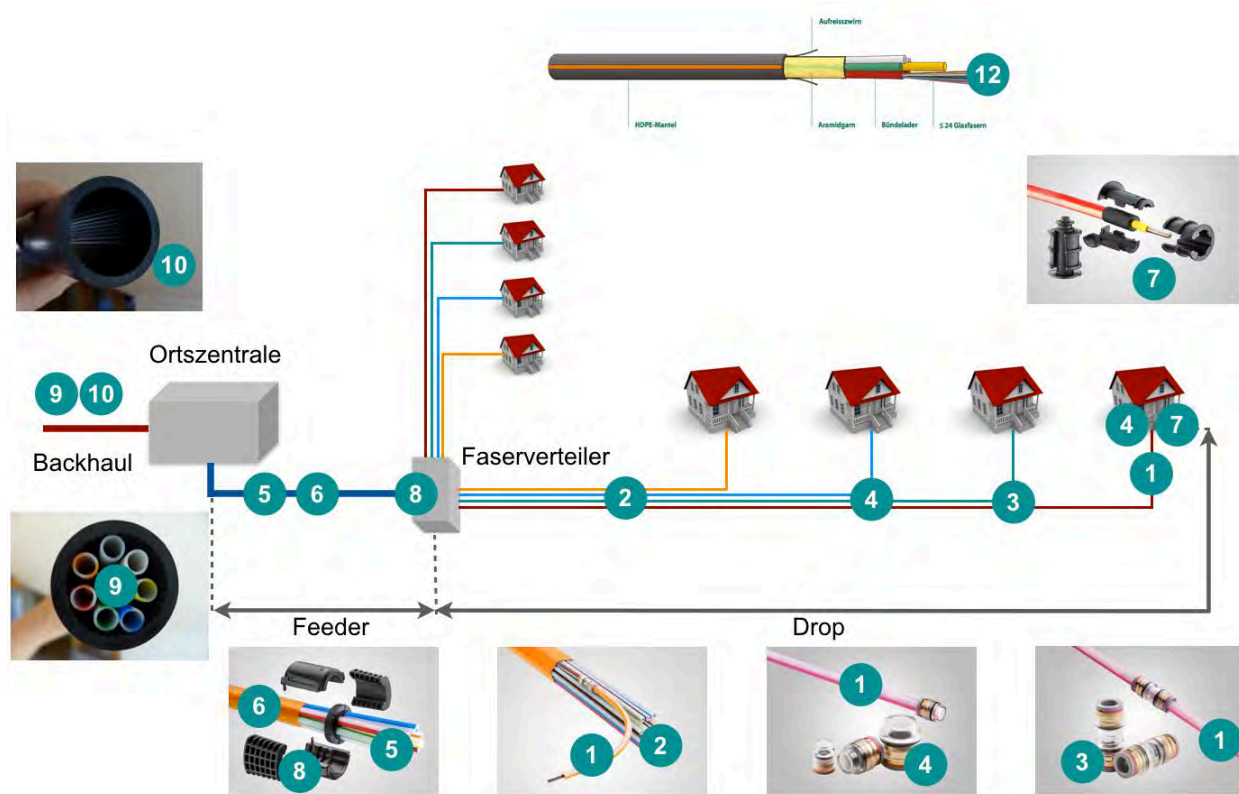 Aufreisszwirn
12
HDPE-Mantel
Aramidgarn
Bündelader
≤ 24 Glasfasern
10
7
Ortszentrale
9
10
Backhaul
Faserverteiler
5
6
8
2
4
3
4
7
1
9
Feeder
Drop
6
5
8
1
2
1
4
3
1